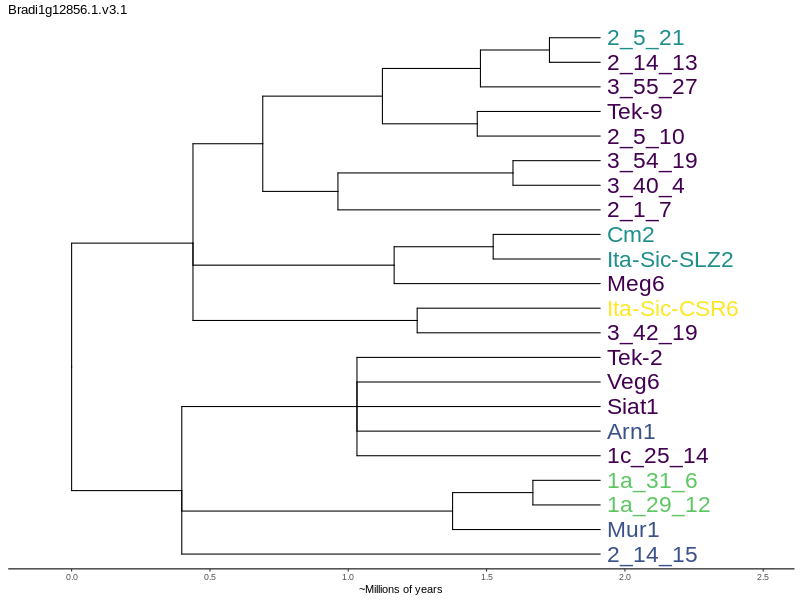 Bradi1g12856.1.v3.1
2_5_21
2_14_13
3_55_27
Tek-9
2_5_10
3_54_19
3_40_4
2_1_7
Cm2
Ita-Sic-SLZ2
Meg6
Ita-Sic-CSR6
3_42_19
Tek-2
Veg6
Siat1
Arn1
1c_25_14
1a_31_6
1a_29_12
Mur1
2_14_15
0.0 0.5 1.0 1.5 2.0 2.5
~Millions of years